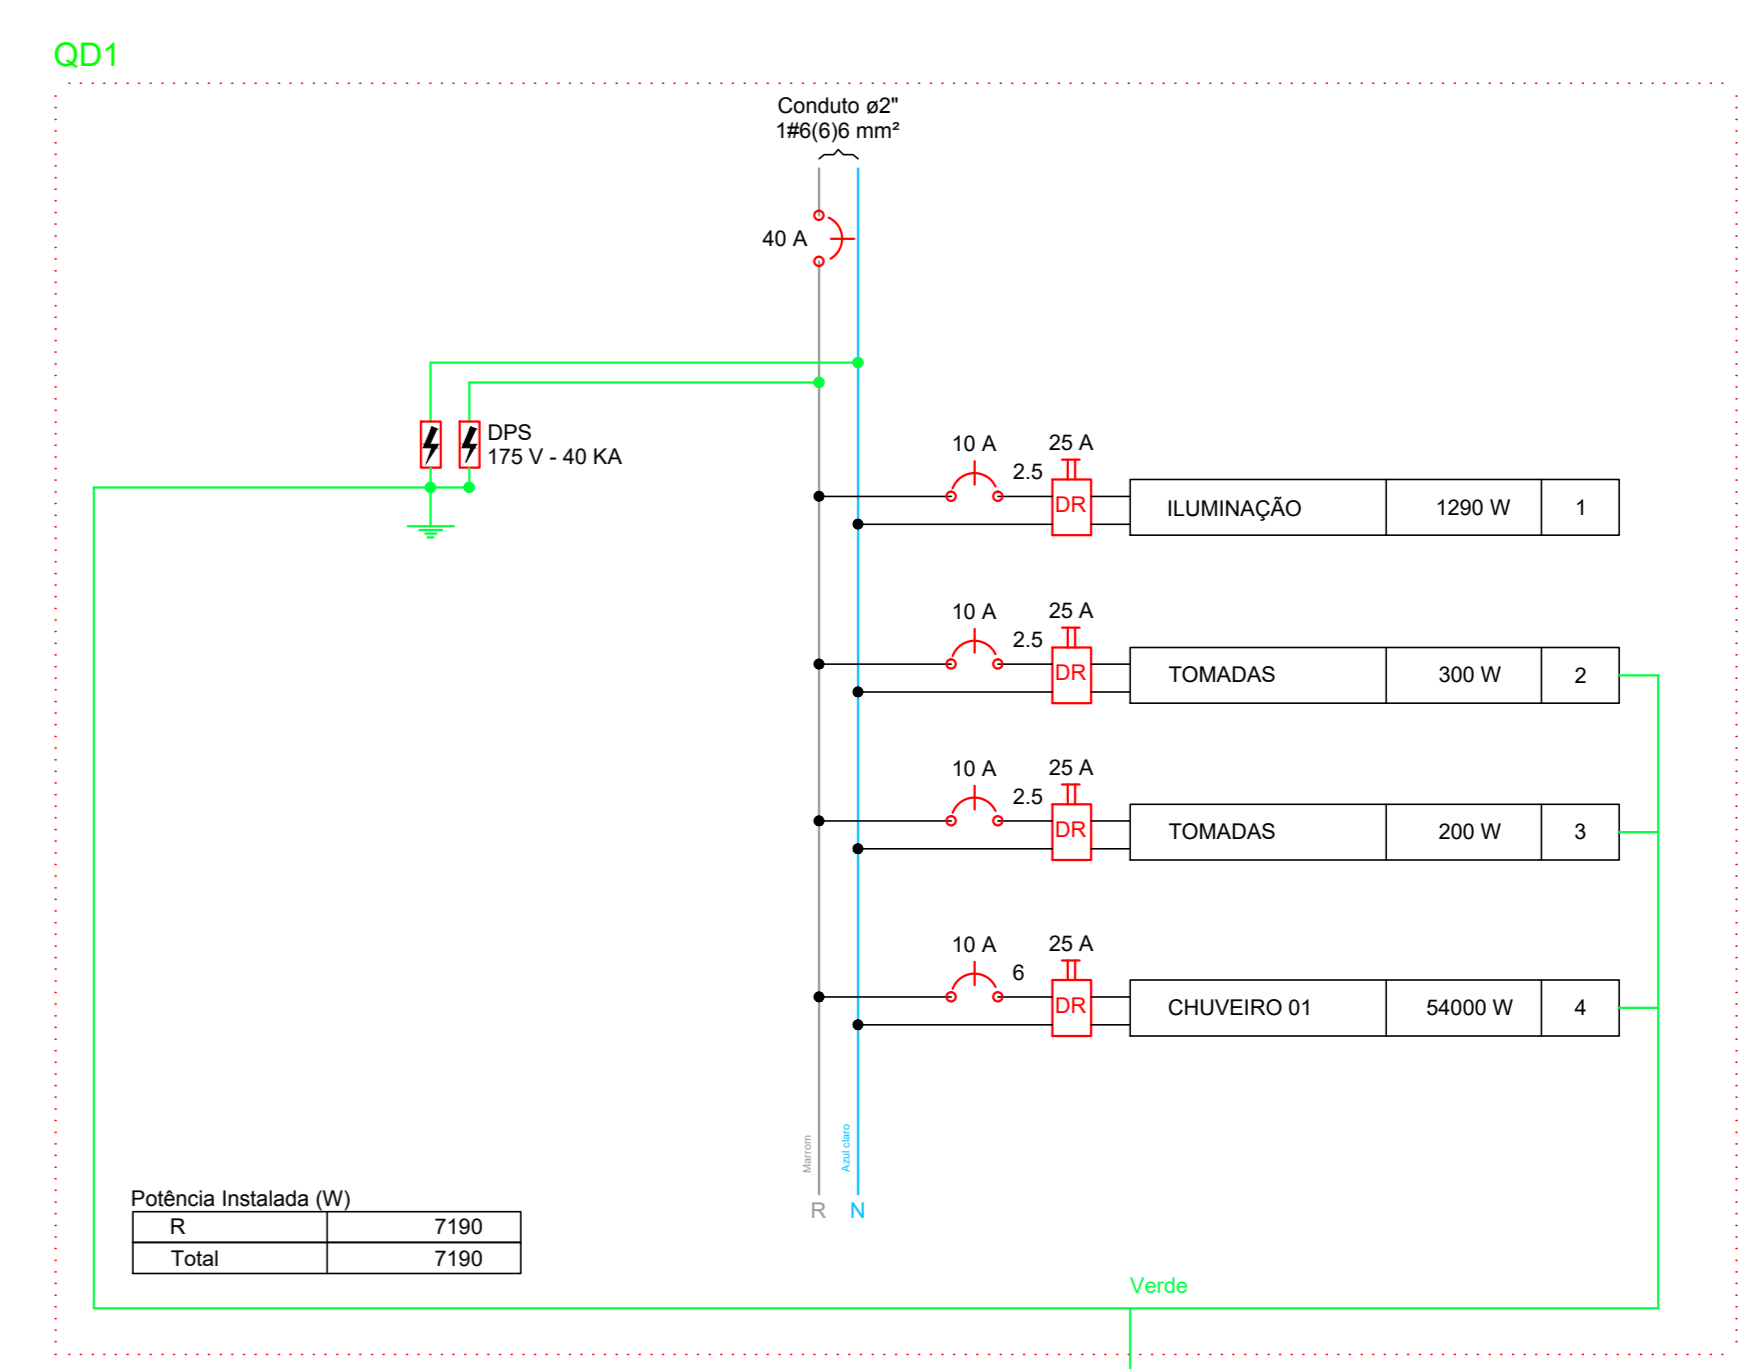 QD1
Conduto ø2"
1#6(6)6 mm²
40 A
DPS
175 V - 40 KA
10 A
25 A
2.5
DR
ILUMINAÇÃO
1290 W
1
10 A
25 A
2.5
DR
TOMADAS
300 W
2
10 A
25 A
2.5
DR
TOMADAS
200 W
3
10 A
25 A
6
DR
CHUVEIRO 01
54000 W
4
Marrom
Azul claro
R
N
Potência Instalada (W)
R 7190
Total 7190
Verde